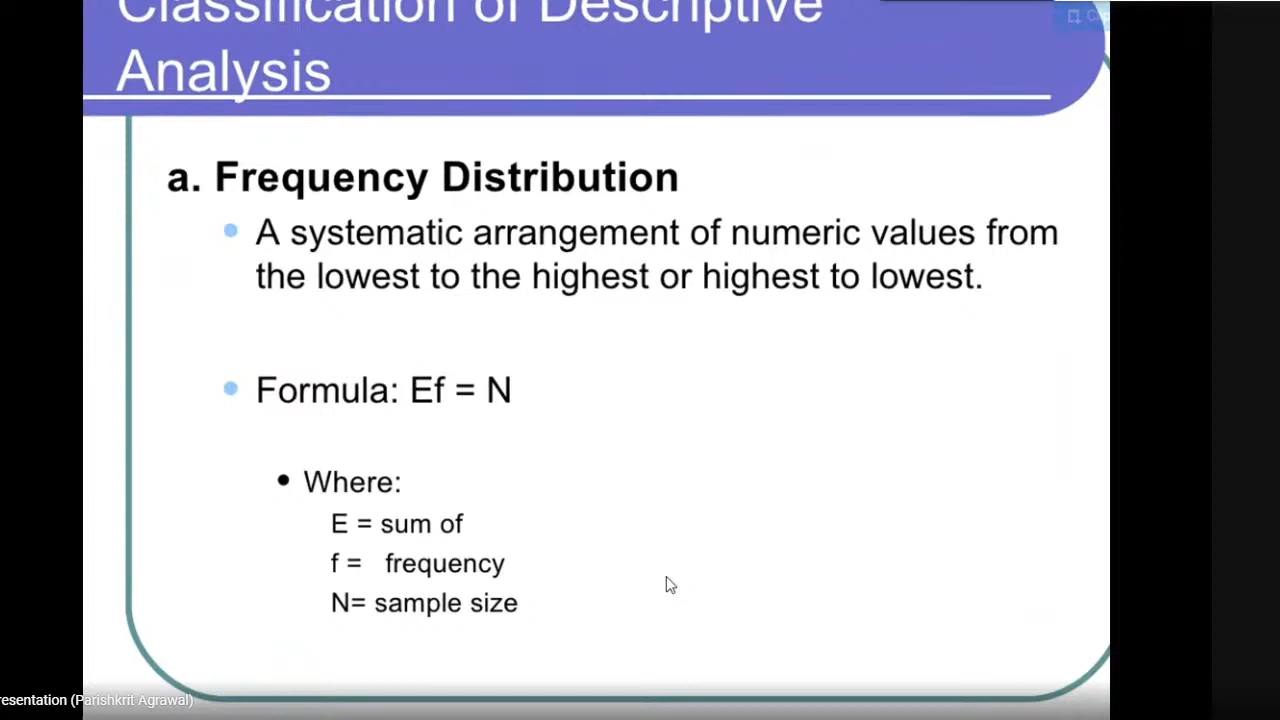 Classification of Descriptive
Analysis
a. Frequency Distribution
A systematic arrangement of numeric values from
the lowest to the highest or highest to lowest.
Formula: Ef = N
Where:
E = sum of
f = frequency
N= sample size
resentation (Parishkrit Agrawal)